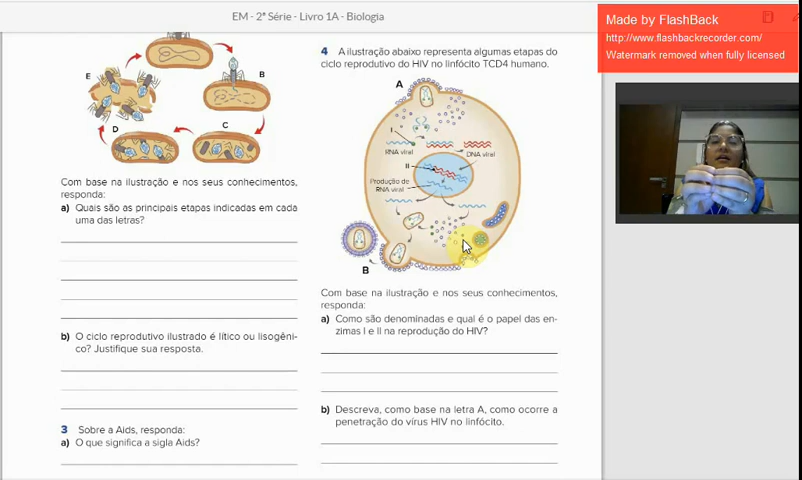 EM - 2ª Série - Livro 1A - Biologia
Made by FlashBack
http://www.flashbackrecorder.com/
Watermark removed when fully licensed
E
B
D
C
Com base na ilustração e nos seus conhecimentos,
responda:
a) Quais são as principais etapas indicadas em cada
uma das letras?
b) O ciclo reprodutivo ilustrado é lítico ou lisogêni-
co? Justifique sua resposta.
3 Sobre a Aids, responda:
a) O que significa a sigla Aids?
4 A ilustração abaixo representa algumas etapas do
ciclo reprodutivo do HIV no linfócito TCD4 humano.
A
I
RNA viral
DNA viral
II
Produção de
RNA viral
B
Com base na ilustração e nos seus conhecimentos,
responda:
a) Como são denominadas e qual é o papel das en-
zimas I e II na reprodução do HIV?
b) Descreva, como base na letra A, como ocorre a
penetração do vírus HIV no linfócito.